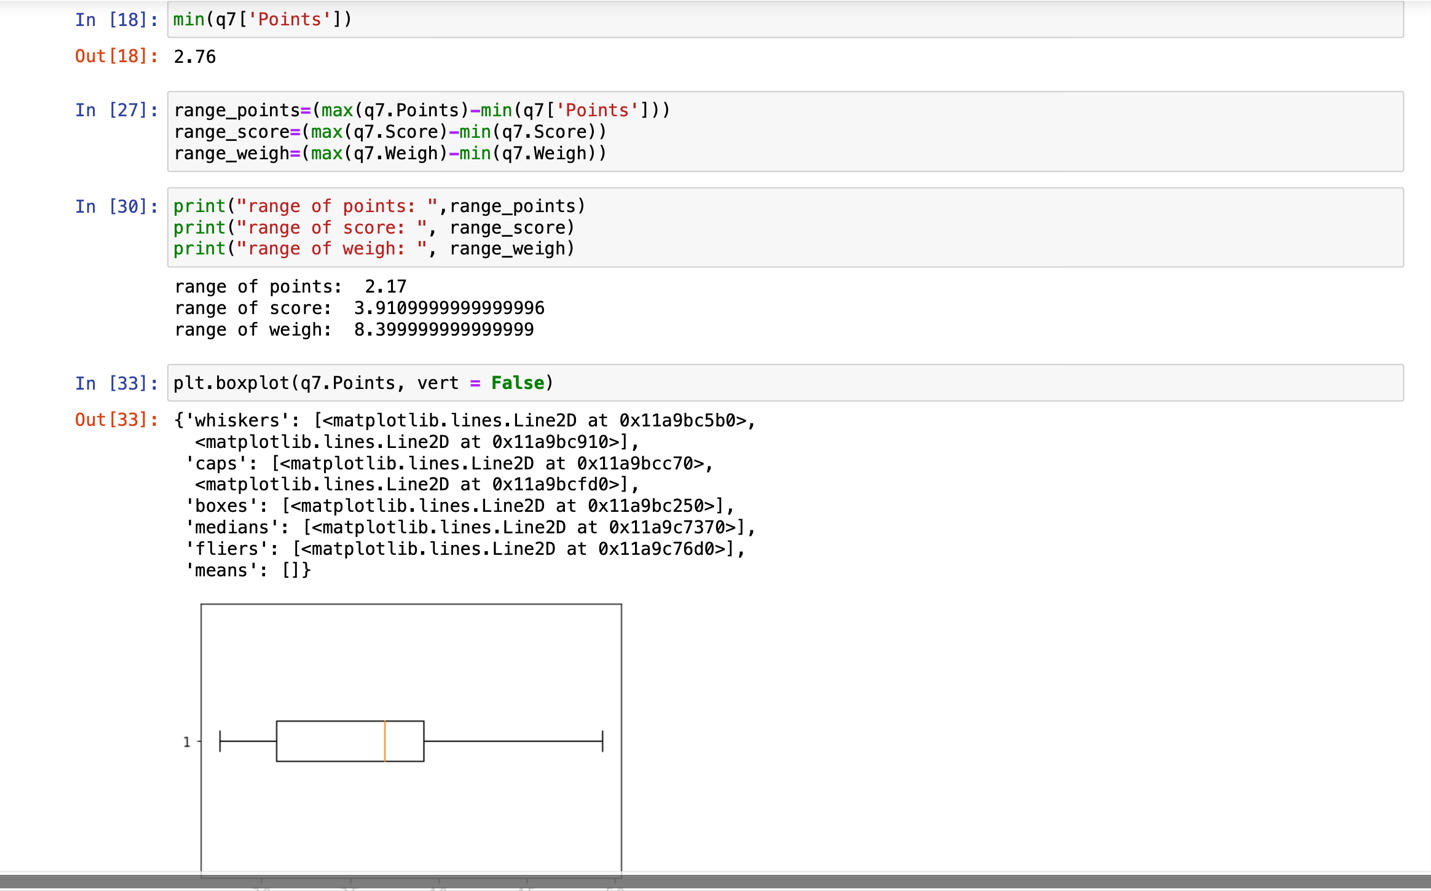 In [18]: min(q7['Points'])
Out[18]: 2.76
In [27]: range_points=(max(q7.Points)-min(q7['Points']))
range_score=(max(q7.Score)-min(q7.Score))
range_weigh=(max(q7.Weigh)-min(q7.Weigh))
In [30]: print("range of points: ",range_points)
print("range of score: ", range_score)
print("range of weigh: ", range_weigh)
range of points:  2.17
range of score:  3.9109999999999996
range of weigh:  8.399999999999999
In [33]: plt.boxplot(q7.Points, vert = False)
Out[33]: {'whiskers': [<matplotlib.lines.Line2D at 0x11a9bc5b0>,
<matplotlib.lines.Line2D at 0x11a9bc910>],
'caps': [<matplotlib.lines.Line2D at 0x11a9bcc70>,
<matplotlib.lines.Line2D at 0x11a9bcfd0>],
'boxes': [<matplotlib.lines.Line2D at 0x11a9bc250>],
'medians': [<matplotlib.lines.Line2D at 0x11a9c7370>],
'fliers': [<matplotlib.lines.Line2D at 0x11a9c76d0>],
'means': []}
1